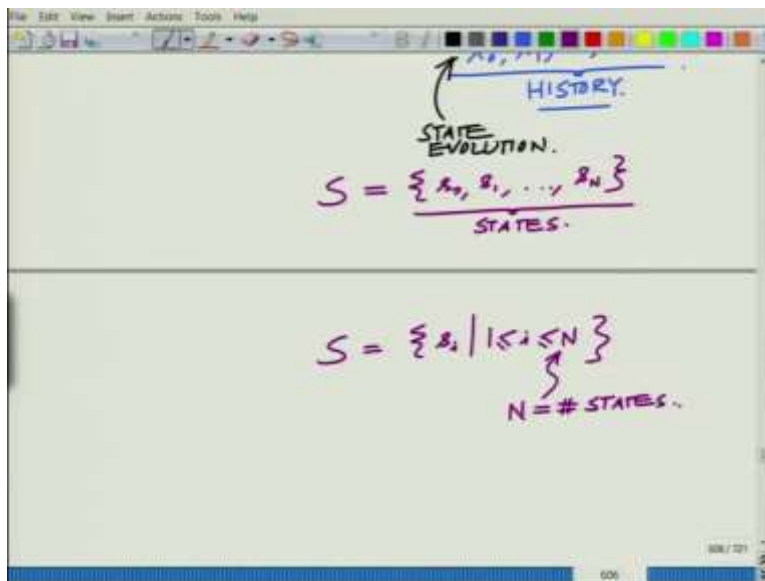 File Edit View Insert Actions Tools Help
HISTORY.
STATE
EVOLUTION.
S = { s₀, s₁, ..., s_N }
STATES.
S = { sᵢ | 1 ≤ i ≤ N }
N = # STATES..
606